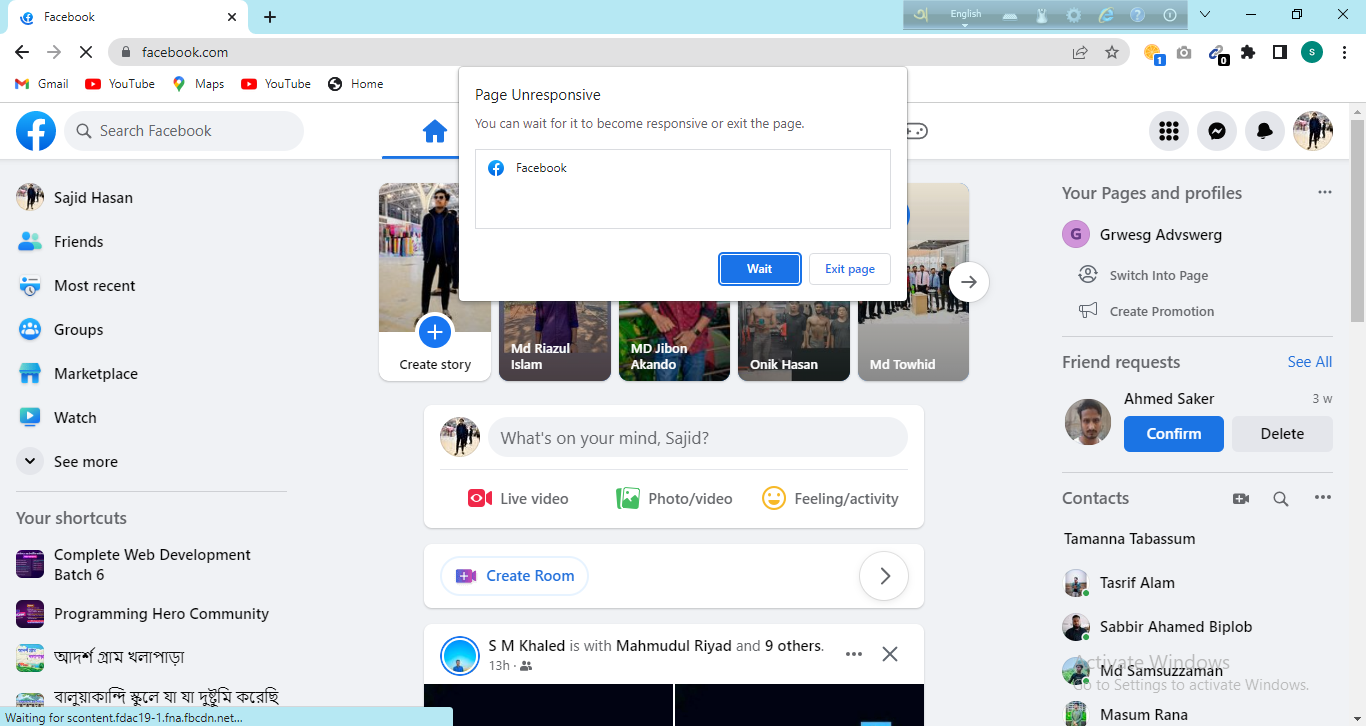 Facebook
English
facebook.com
1
0
S
Gmail
YouTube
Maps
YouTube
Home
Search Facebook
Page Unresponsive
You can wait for it to become responsive or exit the page.
Facebook
Wait
Exit page
Sajid Hasan
Friends
Most recent
Groups
Marketplace
Watch
See more
Your shortcuts
Complete Web Development
Batch 6
Programming Hero Community
আদর্শ গ্রাম খলাপাড়া
বালুয়াকান্দি স্কুলে যা যা দুষ্টুমি করেছি
Create story
Md Riazul
Islam
MD Jibon
Akando
Onik Hasan
Md Towhid
What's on your mind, Sajid?
Live video
Photo/video
Feeling/activity
Create Room
S M Khaled is with Mahmudul Riyad and 9 others.
13h ·
Your Pages and profiles
G
Grwesg Advswerg
Switch Into Page
Create Promotion
Friend requests
See All
Ahmed Saker
3 w
Confirm
Delete
Contacts
Tamanna Tabassum
Tasrif Alam
Sabbir Ahamed Biplob
Md Samsuzzaman
Masum Rana
Activate Windows
Go to Settings to activate Windows.
Waiting for scontent.fdac19-1.fna.fbcdn.net...